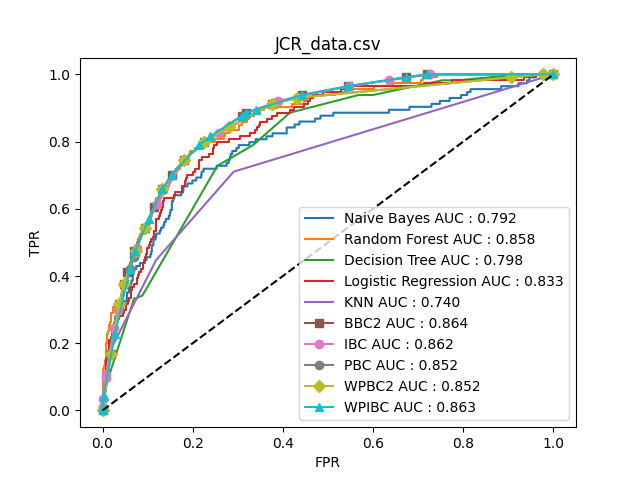 JCR_data.csv
1.0
0.8
0.6
0.4
0.2
0.0
TPR
Naive Bayes AUC : 0.792
Random Forest AUC : 0.858
Decision Tree AUC : 0.798
Logistic Regression AUC : 0.833
KNN AUC : 0.740
BBC2 AUC : 0.864
IBC AUC : 0.862
PBC AUC : 0.852
WPBC2 AUC : 0.852
WPIBC AUC : 0.863
0.0 0.2 0.4 0.6 0.8 1.0
FPR